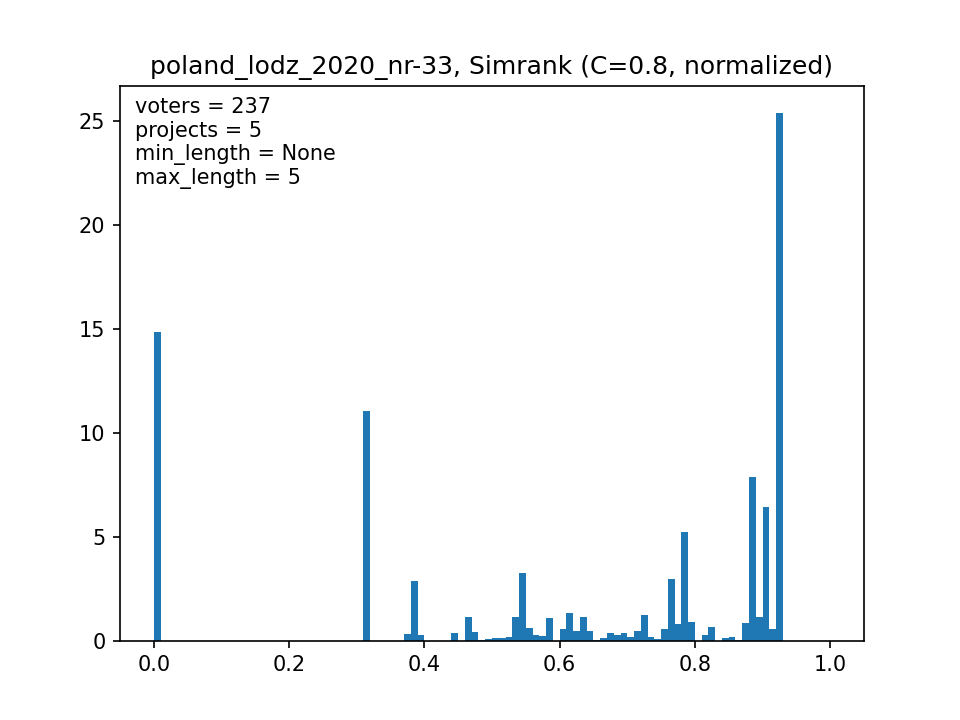 poland_lodz_2020_nr-33, Simrank (C=0.8, normalized)
voters = 237
projects = 5
min_length = None
max_length = 5
25
20
15
10
5
0
0.0 0.2 0.4 0.6 0.8 1.0